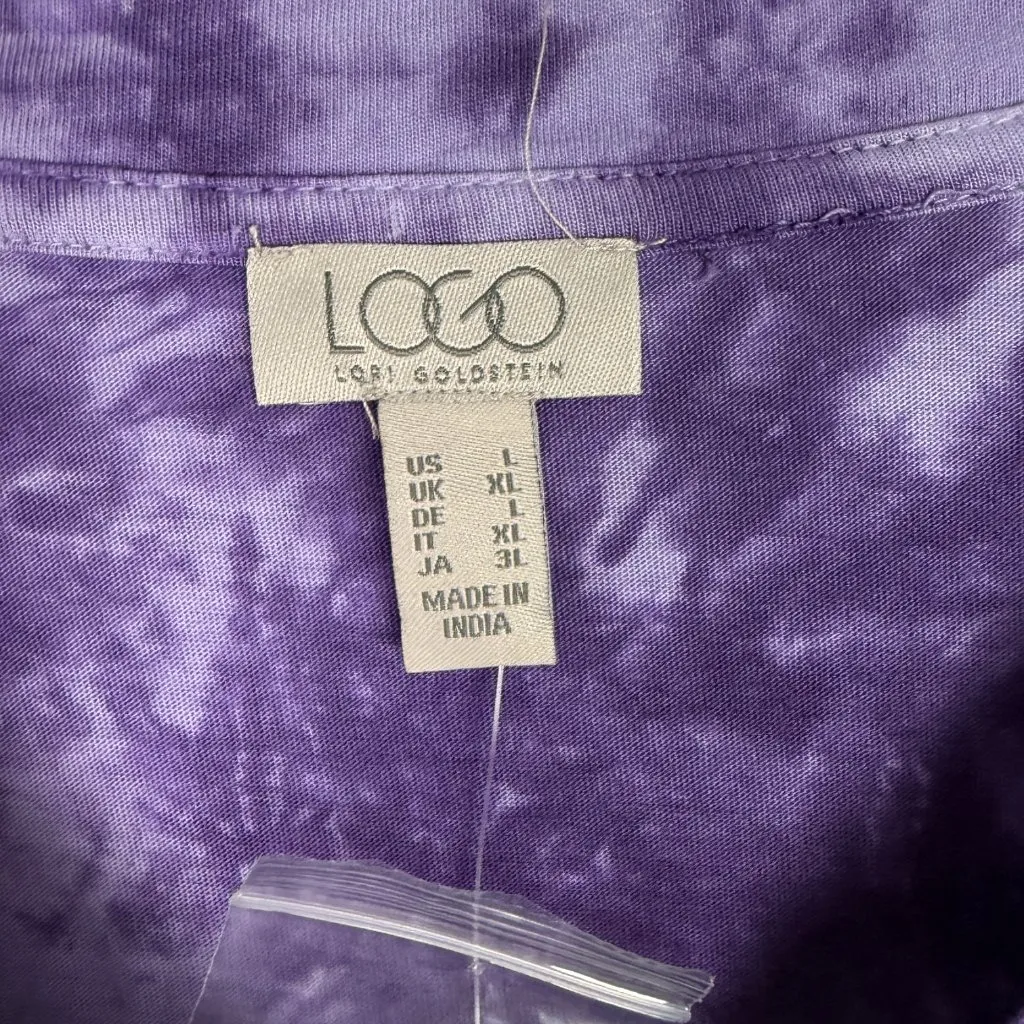 LOGO
LORI GOLDSTEIN
US L
UK XL
DE L
IT XL
JA 3L
MADE IN
INDIA